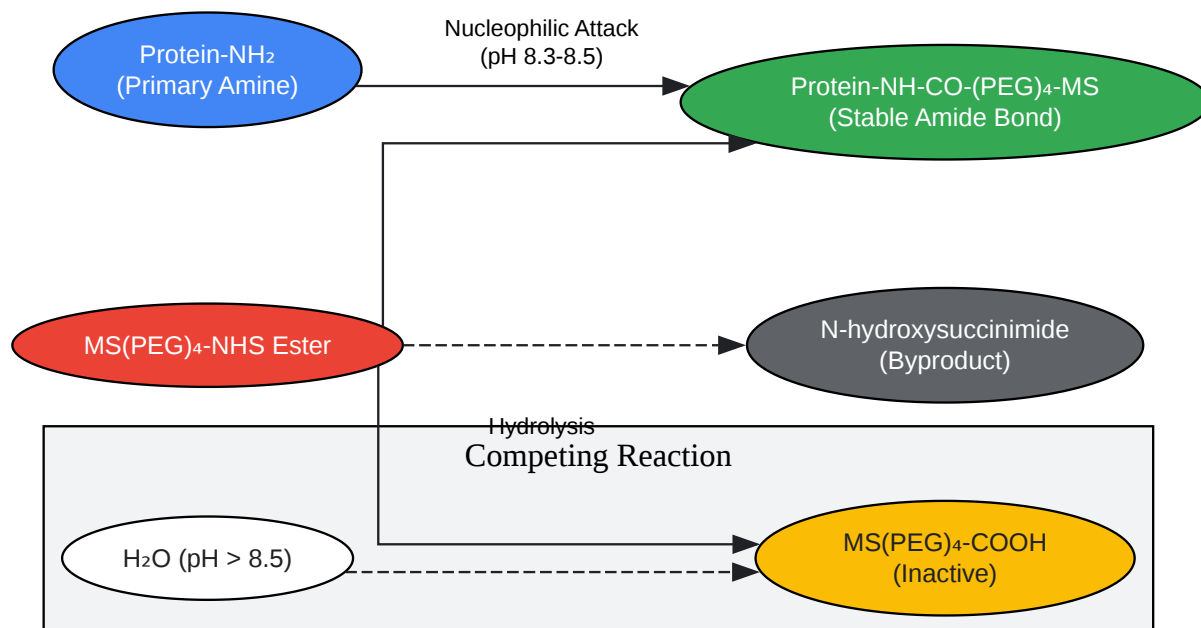 Protein-NH₂
(Primary Amine)
Nucleophilic Attack
(pH 8.3-8.5)
Protein-NH-CO-(PEG)₄-MS
(Stable Amide Bond)
MS(PEG)₄-NHS Ester
N-hydroxysuccinimide
(Byproduct)
Hydrolysis
Competing Reaction
H₂O (pH > 8.5)
MS(PEG)₄-COOH
(Inactive)